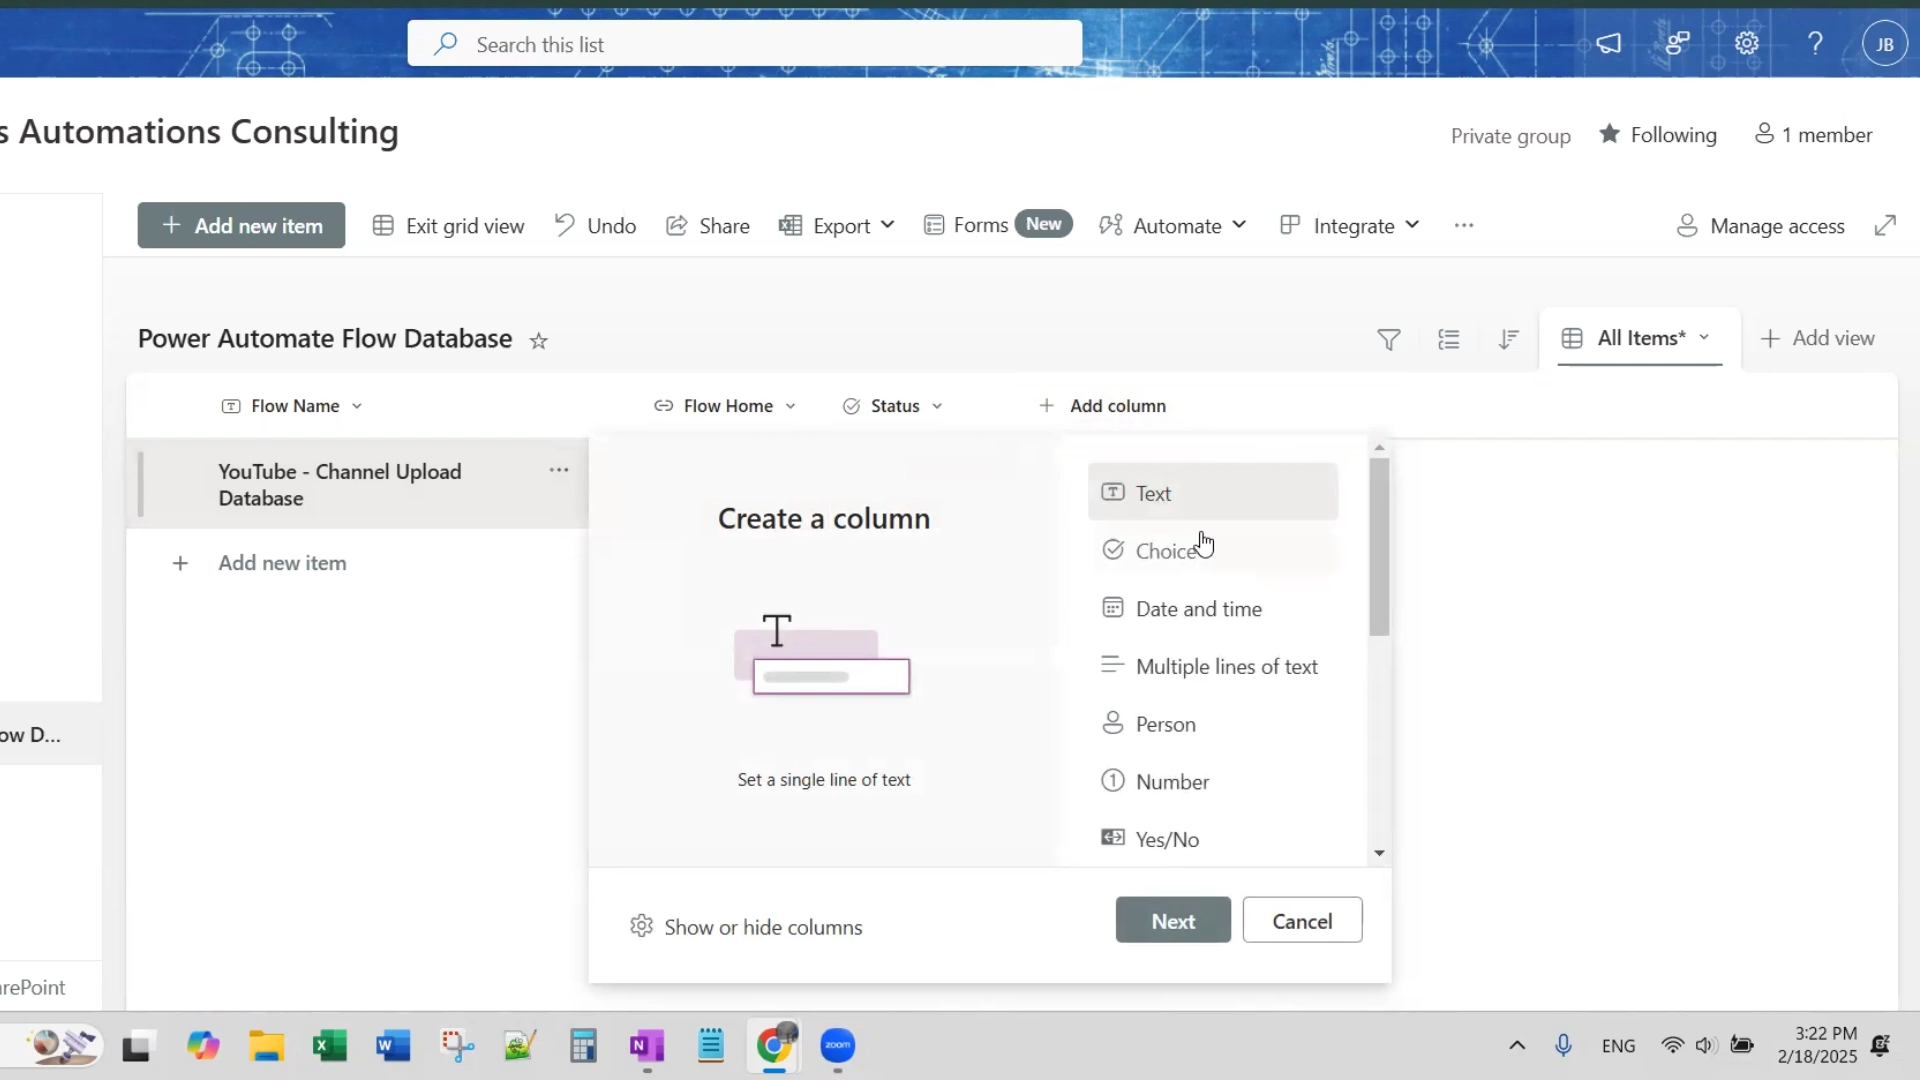 Search this list
JB
s Automations Consulting
Private group
Following
1 member
Add new item
Exit grid view
Undo
Share
Export
Forms
New
Automate
Integrate
Manage access
Power Automate Flow Database
All Items*
Add view
Flow Name
Flow Home
Status
Add column
YouTube - Channel Upload
Database
Add new item
Create a column
T
Set a single line of text
Text
Choice
Date and time
Multiple lines of text
Person
Number
Yes/No
Show or hide columns
Next
Cancel
ow D...
arePoint
zoom
ENG
3:22 PM
2/18/2025